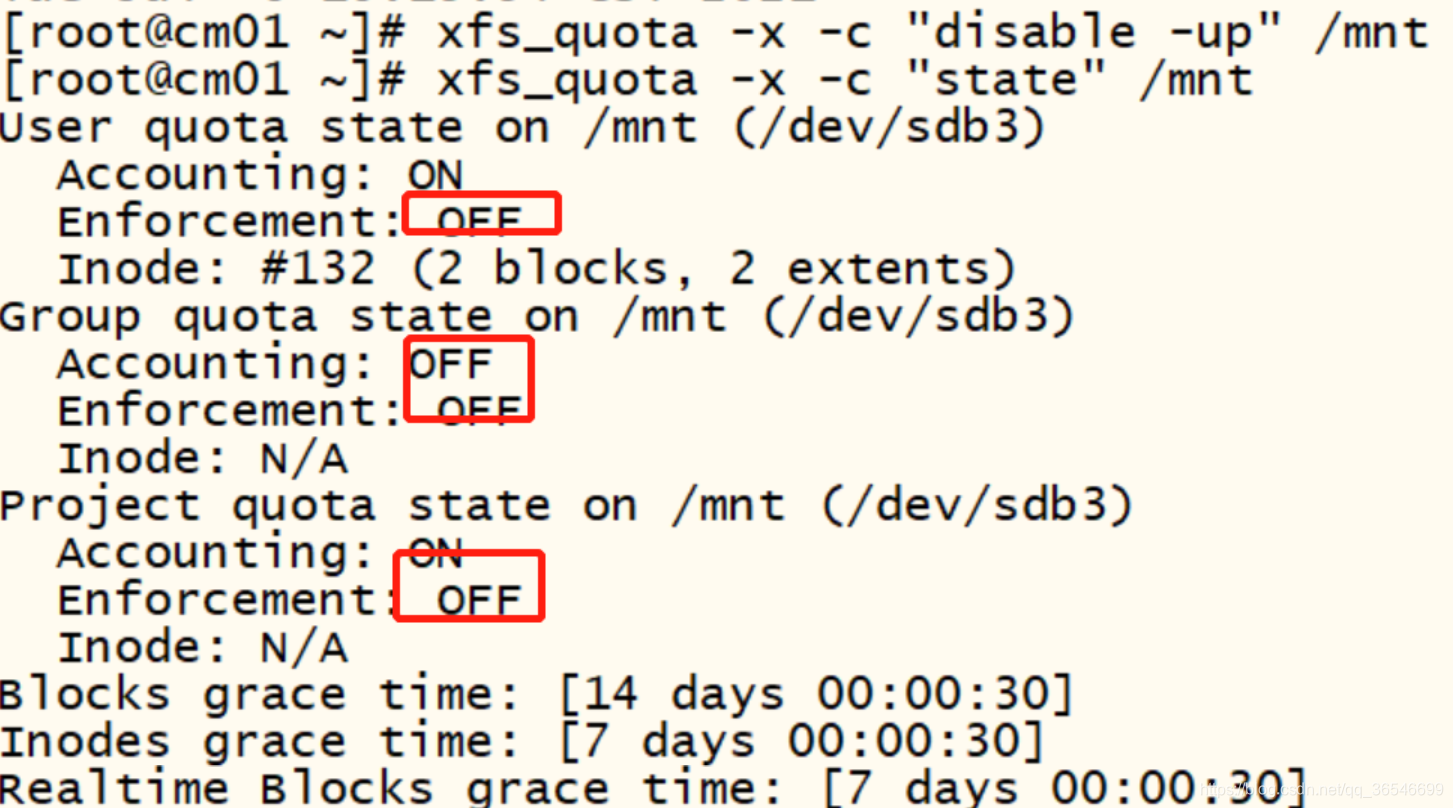 [root@cm01 ~]# xfs_quota -x -c "disable -up" /mnt
[root@cm01 ~]# xfs_quota -x -c "state" /mnt
User quota state on /mnt (/dev/sdb3)
  Accounting: ON
  Enforcement: OFF
  Inode: #132 (2 blocks, 2 extents)
Group quota state on /mnt (/dev/sdb3)
  Accounting: OFF
  Enforcement: OFF
  Inode: N/A
Project quota state on /mnt (/dev/sdb3)
  Accounting: ON
  Enforcement: OFF
  Inode: N/A
Blocks grace time: [14 days 00:00:30]
Inodes grace time: [7 days 00:00:30]
Realtime Blocks grace time: [7 days 00:00:30]
https://blog.csdn.net/qq_36546699